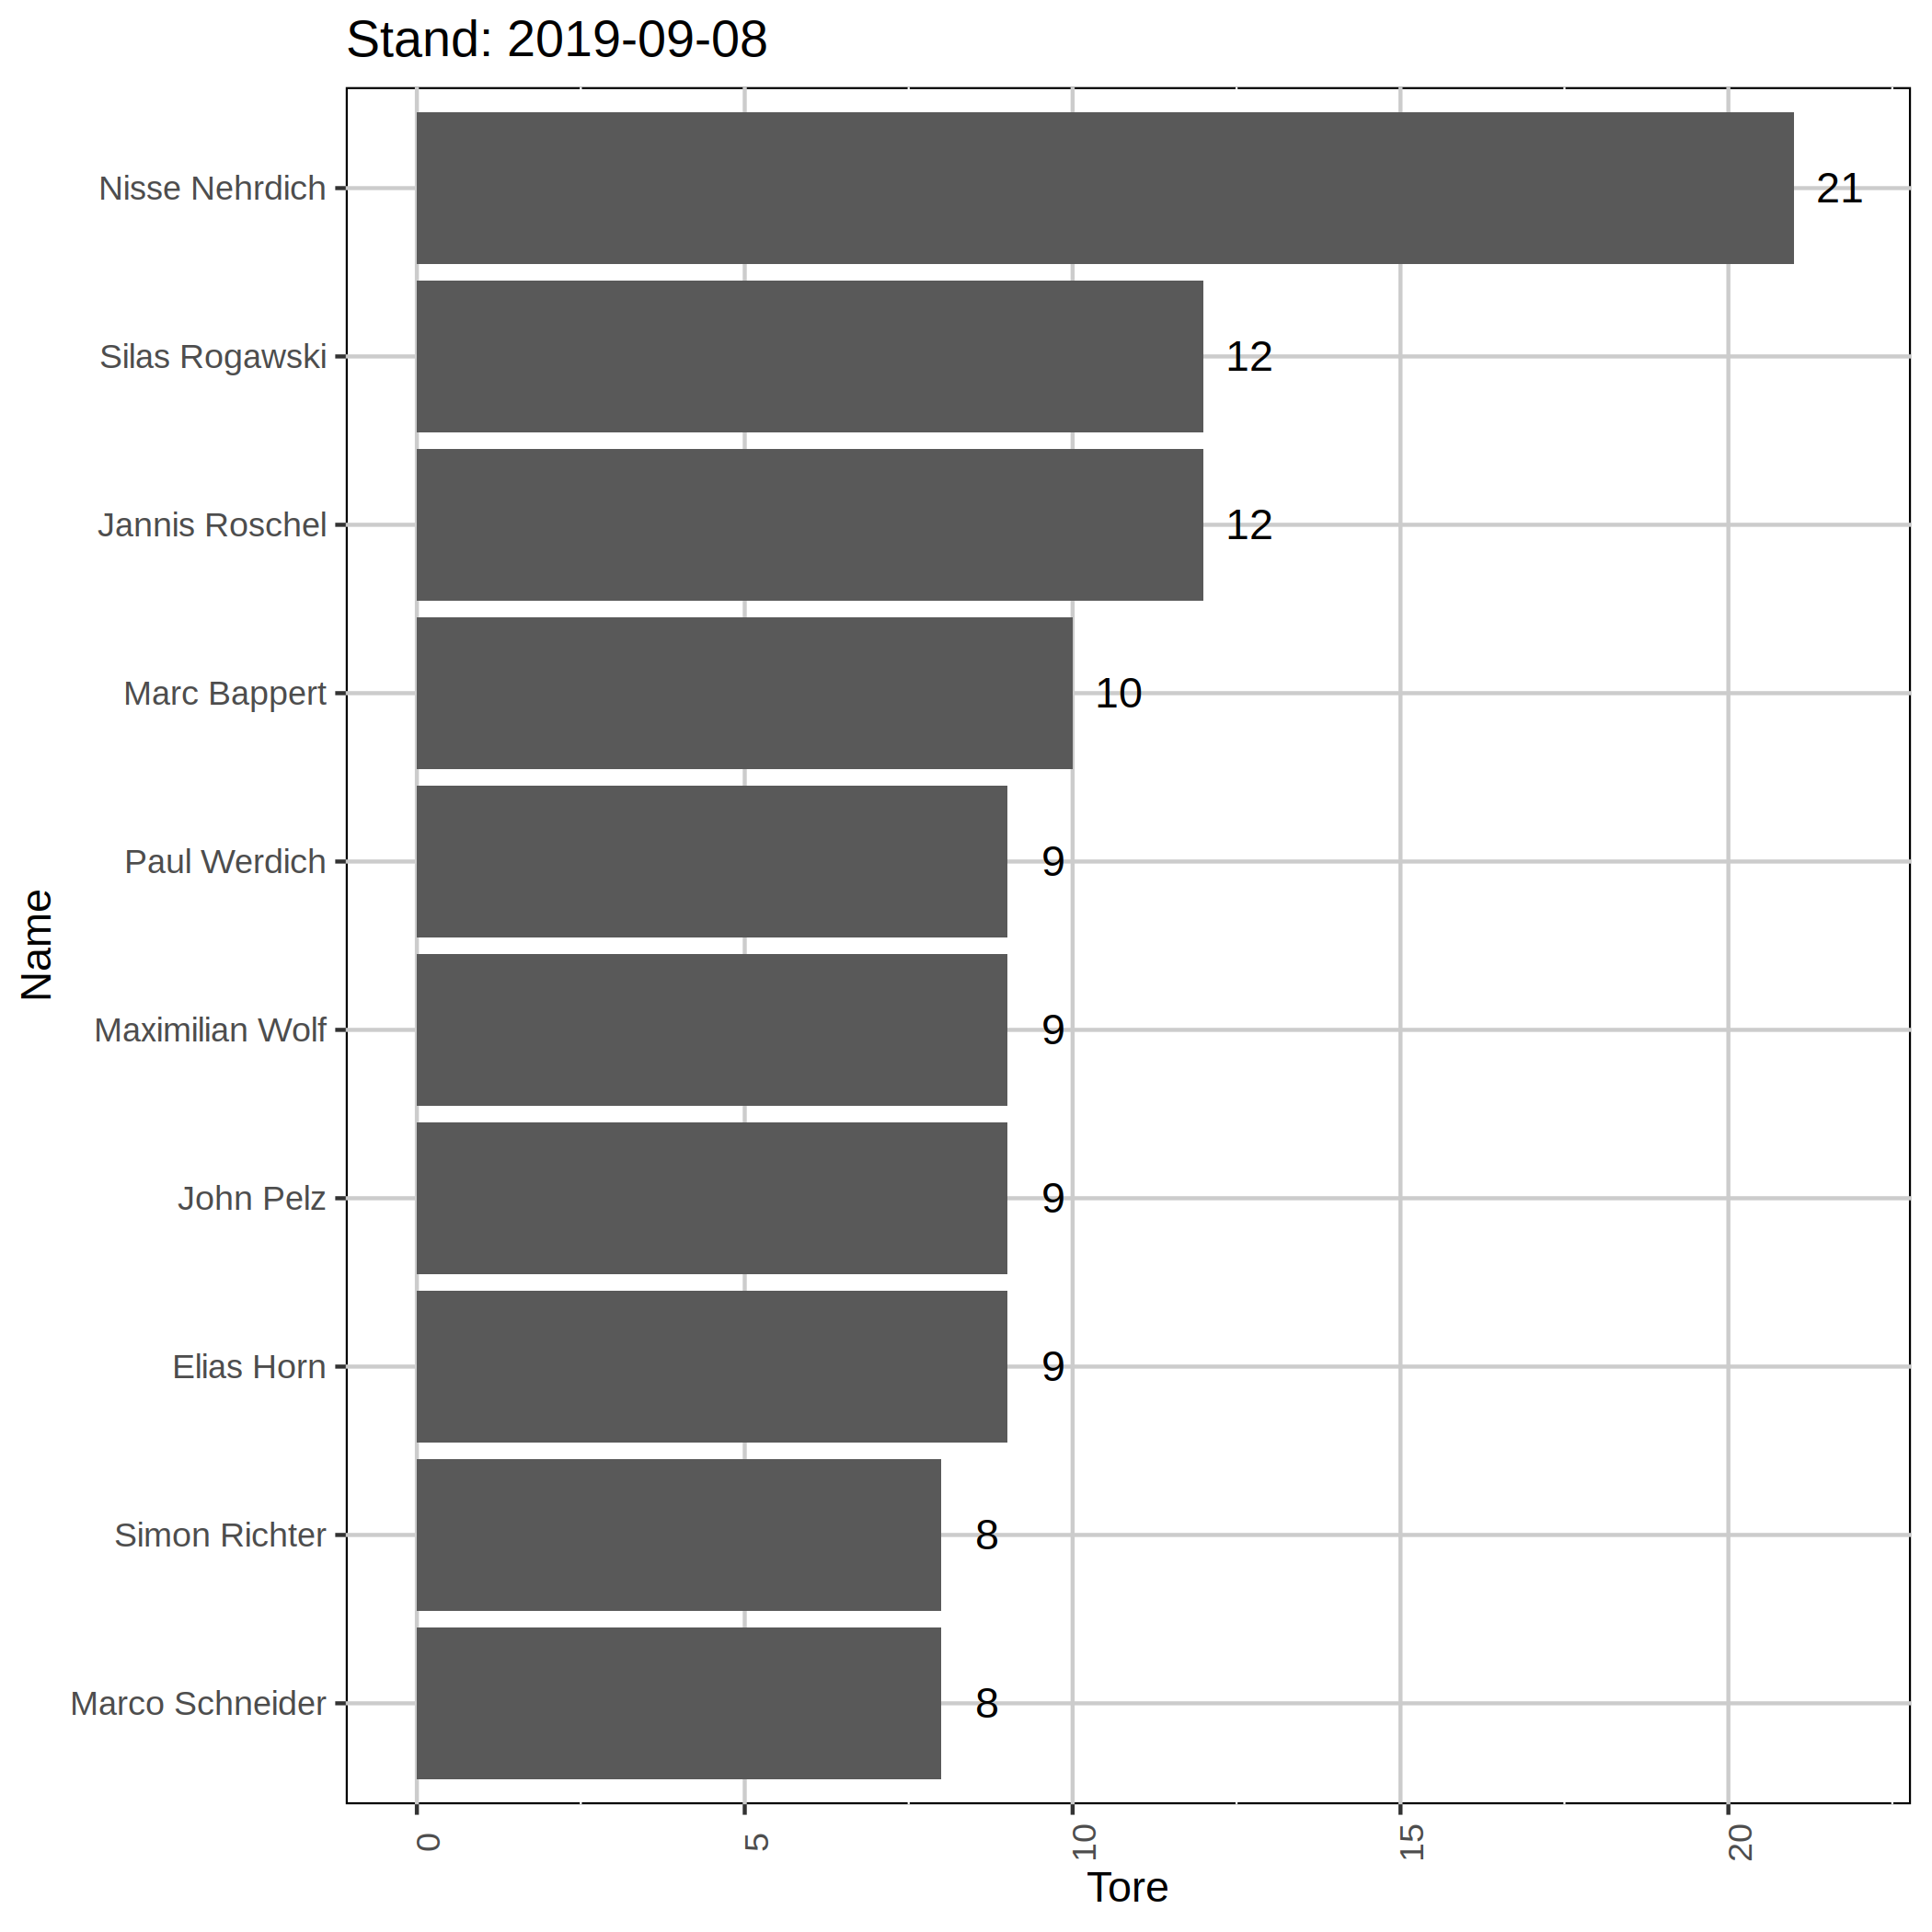 Stand: 2019-09-08
Nisse Nehrdich 21
Silas Rogawski 12
Jannis Roschel 12
Marc Bappert 10
Paul Werdich 9
Maximilian Wolf 9
John Pelz 9
Elias Horn 9
Simon Richter 8
Marco Schneider 8
Name
0 5 10 15 20
Tore